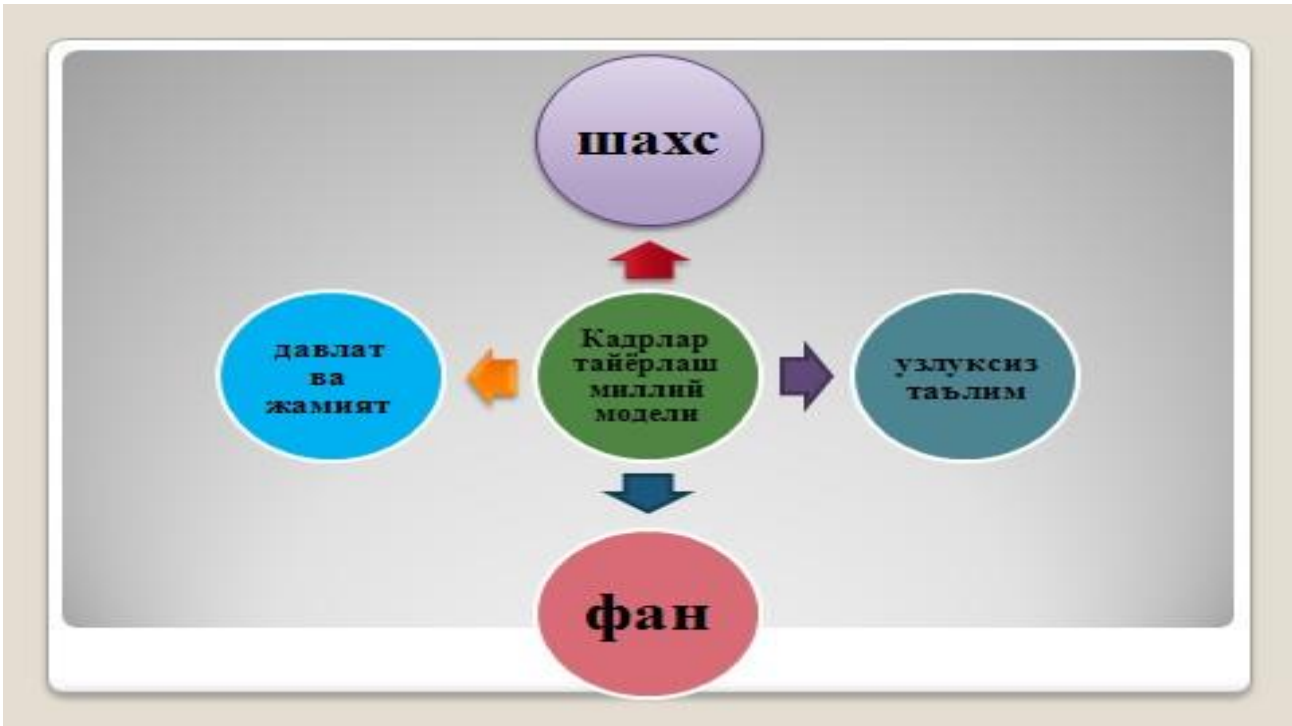 шахс
давлат
ва
жамият
Кадрлар
тайёрлаш
миллий
модели
узлуксиз
таълим
фан